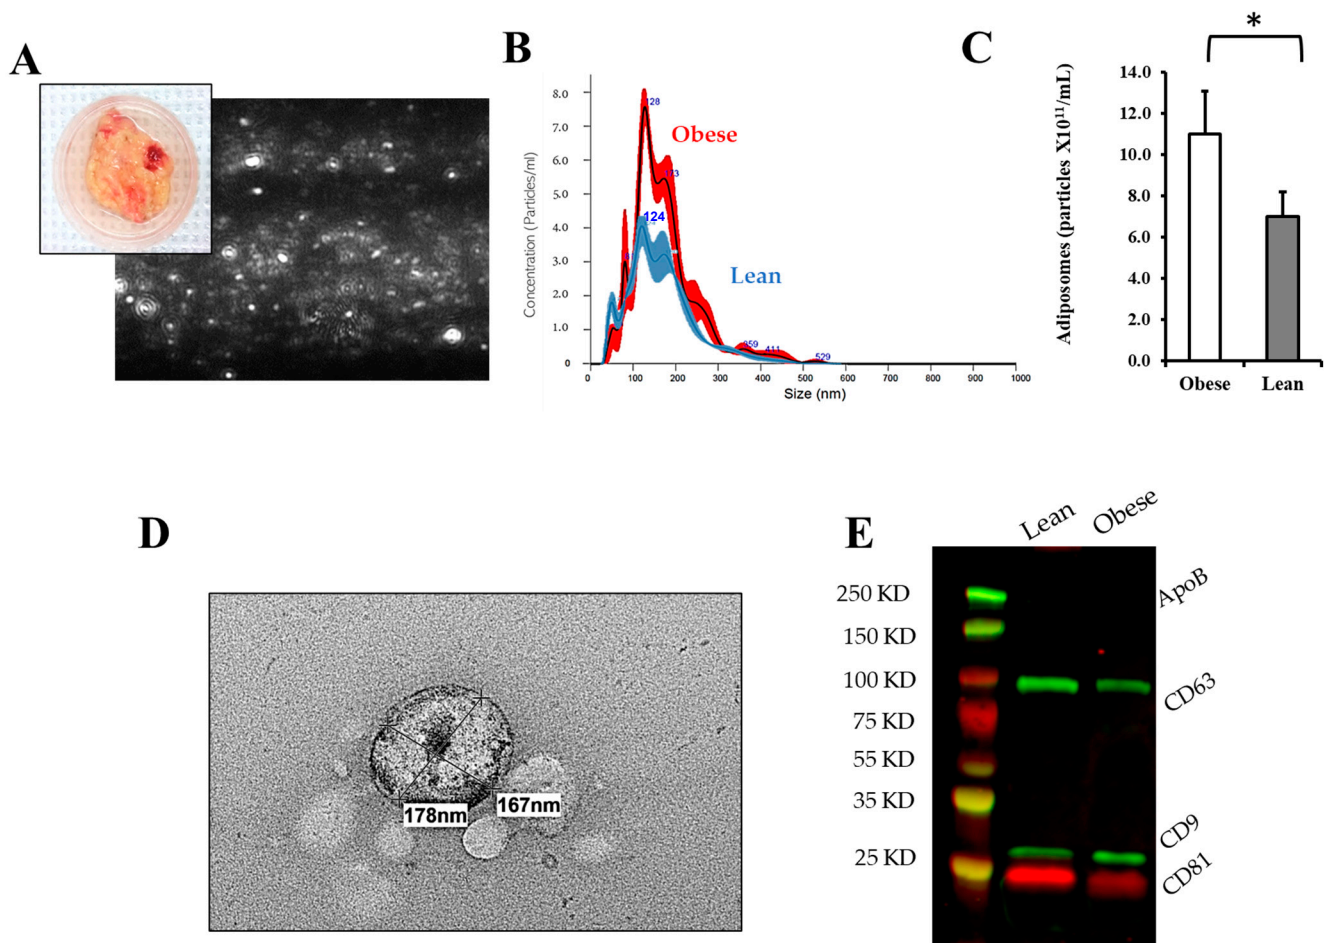 A
B
Concentration (Particles/ml)
8.0
7.0
6.0
5.0
4.0
3.0
2.0
1.0
0
128
Obese
124
Lean
359
411
529
0 100 200 300 400 500 600 700 800 900 1000
Size (nm)
C
*
Adiposomes (particles X10¹¹/mL)
14.0
12.0
10.0
8.0
6.0
4.0
2.0
0.0
Obese Lean
D
178nm
167nm
E
Lean Obese
250 KD
150 KD
100 KD
75 KD
55 KD
35 KD
25 KD
ApoB
CD63
CD9
CD81